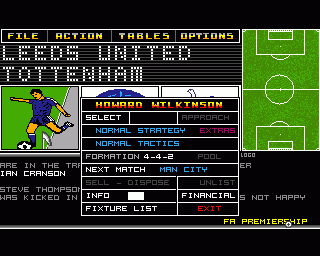 FILE ACTION TABLES OPTIONS
LEEDS UNITED
TOTTENHAM
HOWARD WILKINSON
SELECT APPROACH
NORMAL STRATEGY EXTRAS
NORMAL TACTICS
FORMATION 4-4-2 POOL
NEXT MATCH MAN CITY
SELL - DISPOSE UNLIST
INFO FINANCIAL
FIXTURE LIST EXIT
LOGO
ARE IN THE TRA
IAN CRANSON
STEVE THOMPSON
WAS KICKED IN S NOT HAPPY
FA PREMIERSHIP